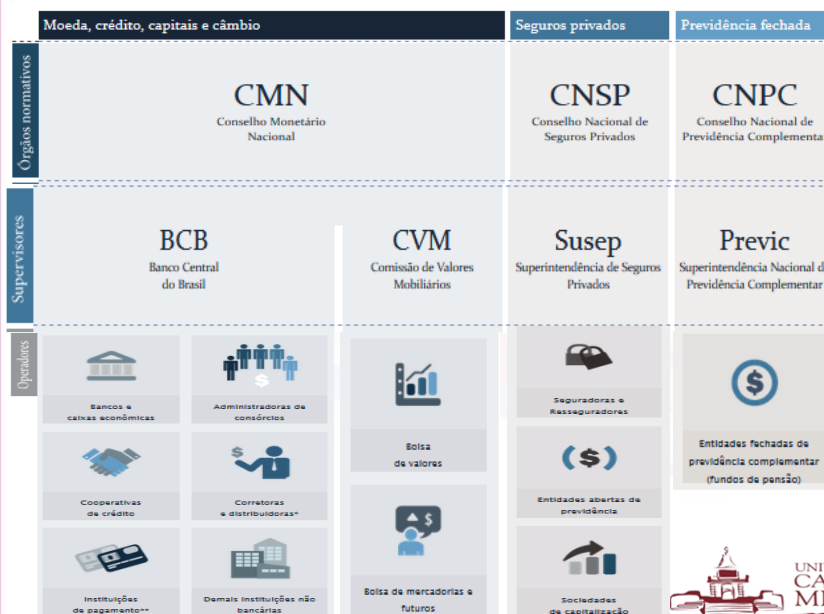 Moeda, crédito, capitais e câmbio
Seguros privados
Previdência fechada
Órgãos normativos
CMN
Conselho Monetário
Nacional
CNSP
Conselho Nacional de
Seguros Privados
CNPC
Conselho Nacional de
Previdência Complementa
Supervisores
BCB
Banco Central
do Brasil
CVM
Comissão de Valores
Mobiliários
Susep
Superintendência de Seguros
Privados
Previc
Superintendência Nacional d
Previdência Complementar
Operadores
Bancos e
caixas econômicas
Administradoras de
consórcios
Bolsa
de valores
Seguradoras e
Resseguradores
Entidades fechadas de
previdência complementar
(fundos de pensão)
Cooperativas
de crédito
Corretoras
e distribuidoras*
Entidades abertas de
previdência
Instituições
de pagamento**
Demais instituições não
bancárias
Bolsa de mercadorias e
futuros
Sociedades
de capitalização
UNI
CA
M